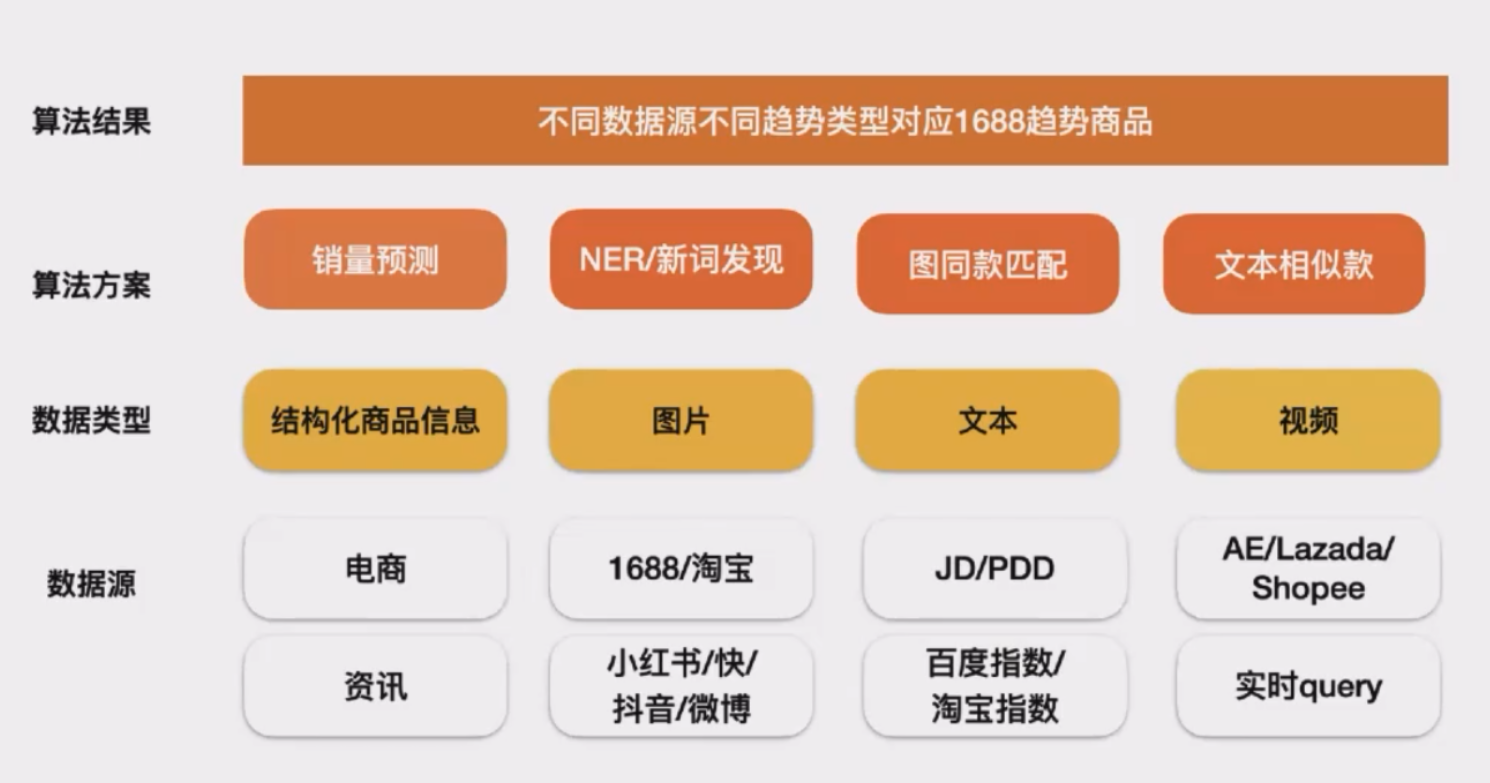 算法结果
不同数据源不同趋势类型对应1688趋势商品
算法方案
销量预测
NER/新词发现
图同款匹配
文本相似款
数据类型
结构化商品信息
图片
文本
视频
数据源
电商
1688/淘宝
JD/PDD
AE/Lazada/
Shopee
资讯
小红书/快/
抖音/微博
百度指数/
淘宝指数
实时query